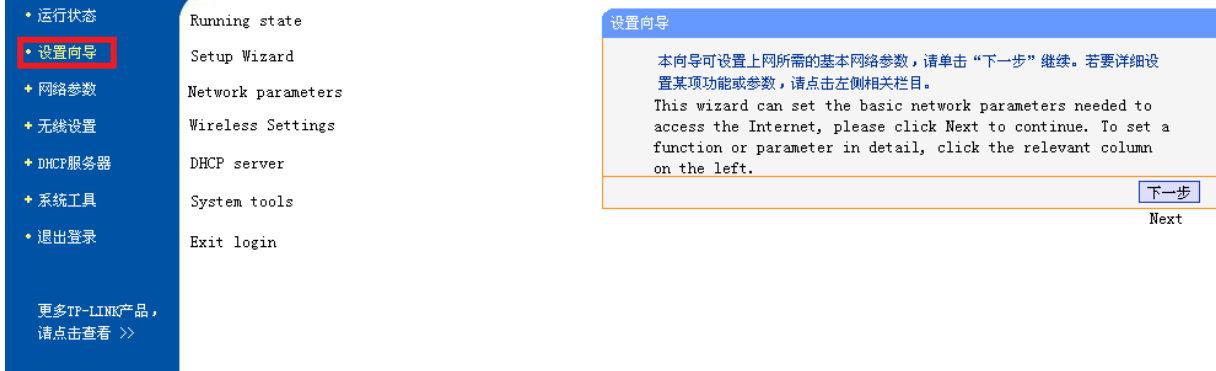 • 运行状态
Running state
• 设置向导
Setup Wizard
+ 网络参数
Network parameters
+ 无线设置
Wireless Settings
+ DHCP服务器
DHCP server
+ 系统工具
System tools
• 退出登录
Exit login
更多TP-LINK产品，
请点击查看 >>
设置向导
本向导可设置上网所需的基本网络参数，请单击“下一步”继续。若要详细设
置某项功能或参数，请点击左侧相关栏目。
This wizard can set the basic network parameters needed to
access the Internet, please click Next to continue. To set a
function or parameter in detail, click the relevant column
on the left.
下一步
Next